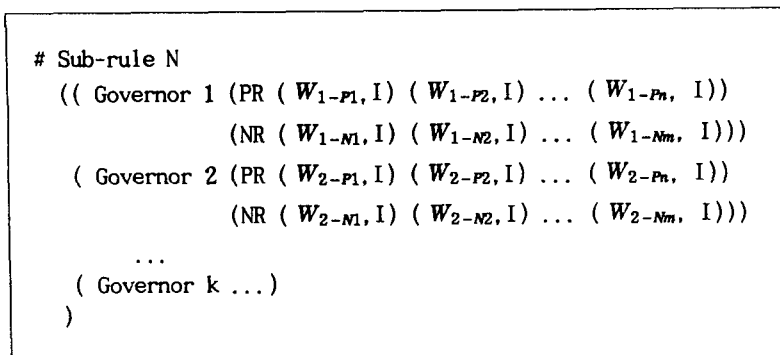 # Sub-rule N
(( Governor 1 (PR ( W1-P1,I) ( W1-P2,I) ... ( W1-Pn, I))
(NR ( W1-N1,I) ( W1-N2,I) ... ( W1-Nm, I)))
( Governor 2 (PR ( W2-P1,I) ( W2-P2,I) ... ( W2-Pn, I))
(NR ( W2-N1,I) ( W2-N2,I) ... ( W2-Nm, I)))
...
( Governor k ...)
)